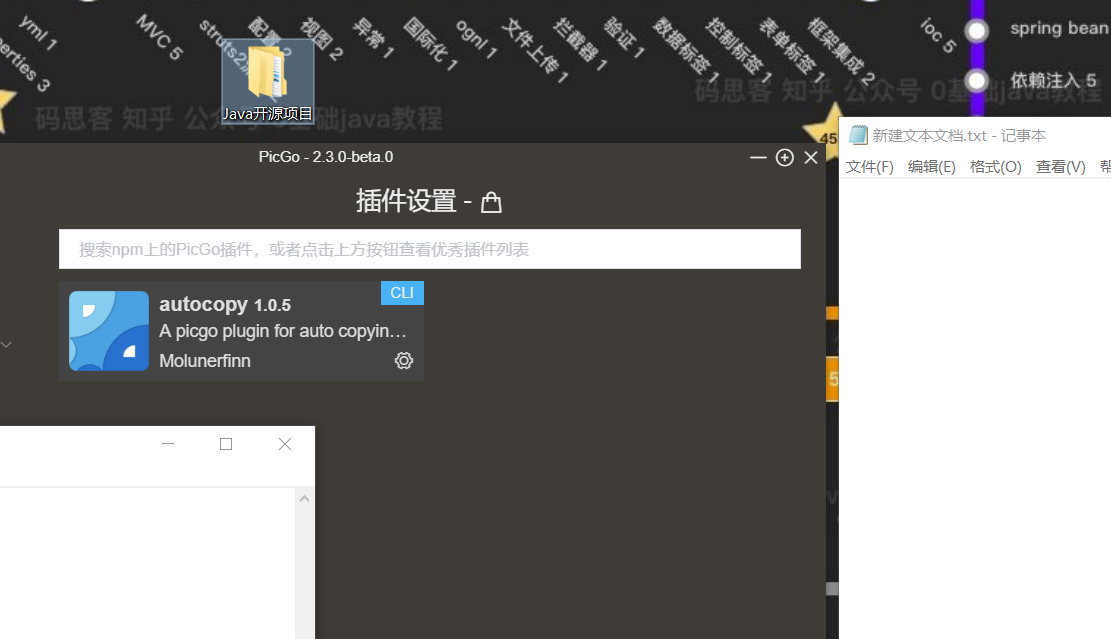 yml 1
perties 3
MVC 5
struts2
配置 2
视图 2
异常 1
国际化 1
ognl 1
文件上传 1
拦截器 1
验证 1
数据标签 1
控制标签 1
表单标签 1
框架集成 2
ioc 5
spring bean
依赖注入 5
Java开源项目
码思客 知乎 公众号 0基础java教程
码思客 知乎 公众号 0基础java教程
45
PicGo - 2.3.0-beta.0
插件设置 -
搜索npm上的PicGo插件，或者点击上方按钮查看优秀插件列表
autocopy 1.0.5
CLI
A picgo plugin for auto copyin…
Molunerfinn
新建文本文档.txt - 记事本
文件(F) 编辑(E) 格式(O) 查看(V) 帮
5